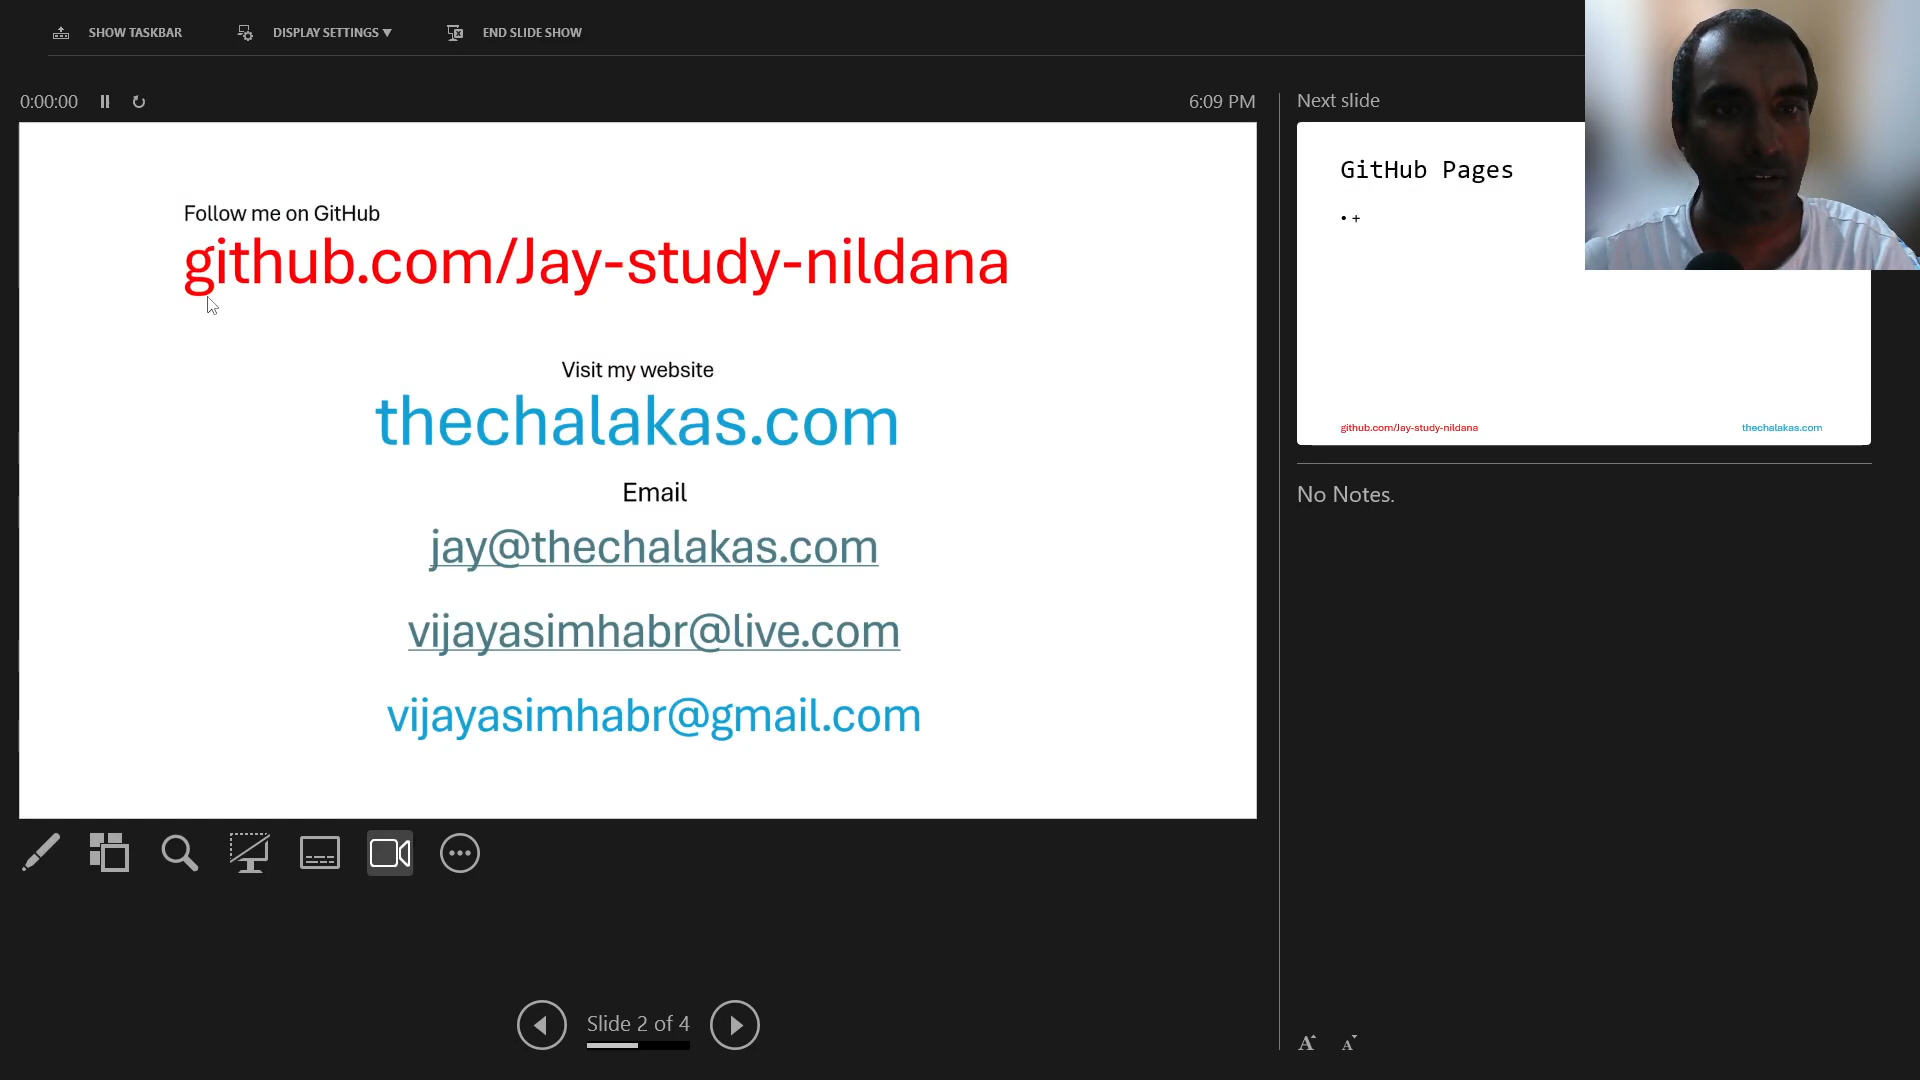 SHOW TASKBAR
DISPLAY SETTINGS ▼
END SLIDE SHOW
0:00:00
6:09 PM
Follow me on GitHub
github.com/Jay-study-nildana
Visit my website
thechalakas.com
Email
jay@thechalakas.com
vijayasimhabr@live.com
vijayasimhabr@gmail.com
Slide 2 of 4
Next slide
GitHub Pages
• +
github.com/Jay-study-nildana
thechalakas.com
No Notes.
A A